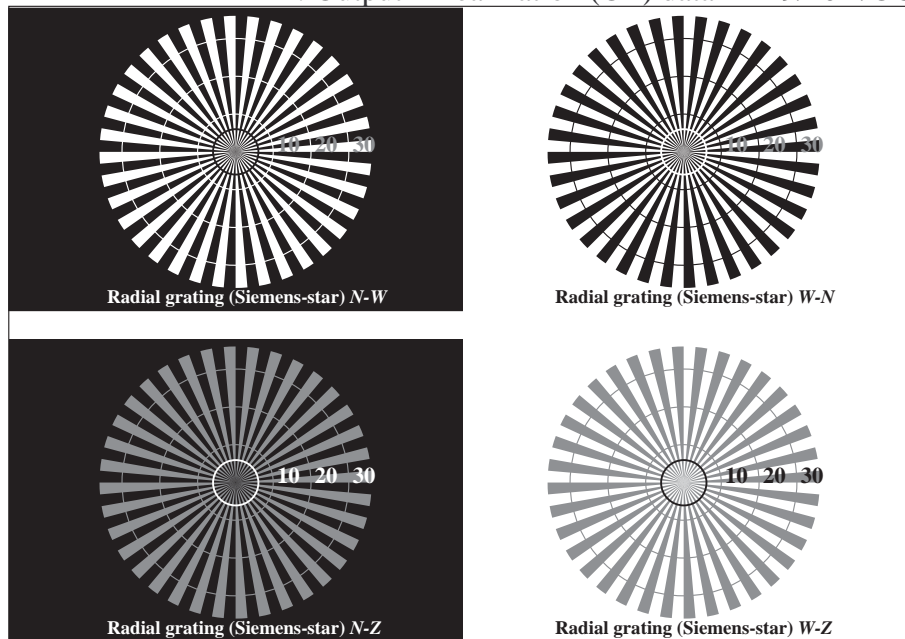 10 20 30
Radial grating (Siemens-star) N-W
10 20 30
Radial grating (Siemens-star) W-N
10 20 30
Radial grating (Siemens-star) N-Z
10 20 30
Radial grating (Siemens-star) W-Z